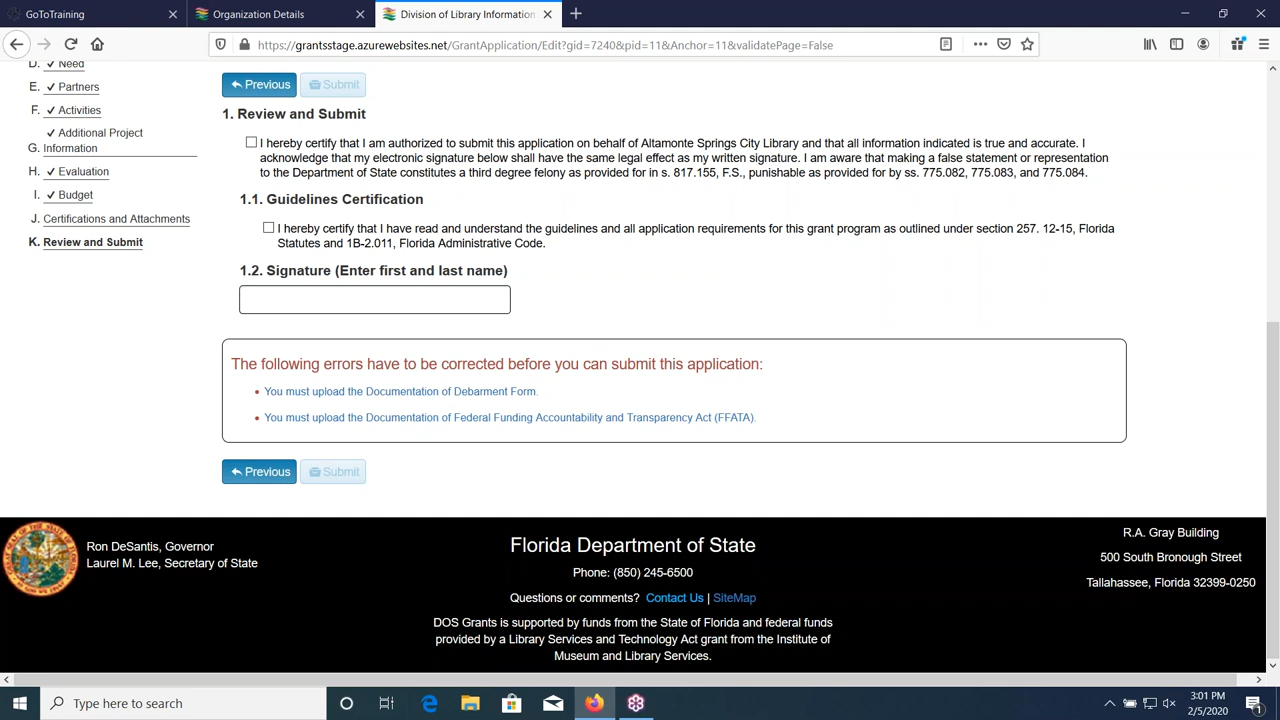 GoToTraining
Organization Details
Division of Library Information
https://grantsstage.azurewebsites.net/GrantApplication/Edit?gid=7240&pid=11&Anchor=11&validatePage=False
D. ✓ Need
E. ✓ Partners
F. ✓ Activities
✓ Additional Project
G. Information
H. ✓ Evaluation
I. ✓ Budget
J. Certifications and Attachments
K. Review and Submit
Previous Submit
1. Review and Submit
I hereby certify that I am authorized to submit this application on behalf of Altamonte Springs City Library and that all information indicated is true and accurate. I
acknowledge that my electronic signature below shall have the same legal effect as my written signature. I am aware that making a false statement or representation
to the Department of State constitutes a third degree felony as provided for in s. 817.155, F.S., punishable as provided for by ss. 775.082, 775.083, and 775.084.
1.1. Guidelines Certification
I hereby certify that I have read and understand the guidelines and all application requirements for this grant program as outlined under section 257. 12-15, Florida
Statutes and 1B-2.011, Florida Administrative Code.
1.2. Signature (Enter first and last name)
The following errors have to be corrected before you can submit this application:
• You must upload the Documentation of Debarment Form.
• You must upload the Documentation of Federal Funding Accountability and Transparency Act (FFATA).
Previous Submit
Ron DeSantis, Governor
Laurel M. Lee, Secretary of State
Florida Department of State
Phone: (850) 245-6500
Questions or comments? Contact Us | SiteMap
DOS Grants is supported by funds from the State of Florida and federal funds
provided by a Library Services and Technology Act grant from the Institute of
Museum and Library Services.
R.A. Gray Building
500 South Bronough Street
Tallahassee, Florida 32399-0250
Type here to search
3:01 PM
2/5/2020
1